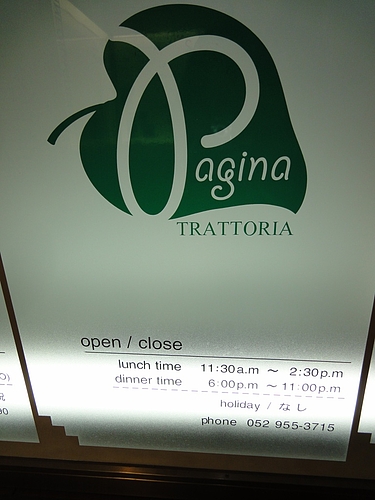 Pagina
TRATTORIA
open / close
lunch time 11:30a.m ～ 2:30p.m
dinner time 6:00p.m ～ 11:00p.m
holiday / なし
phone 052 955-3715